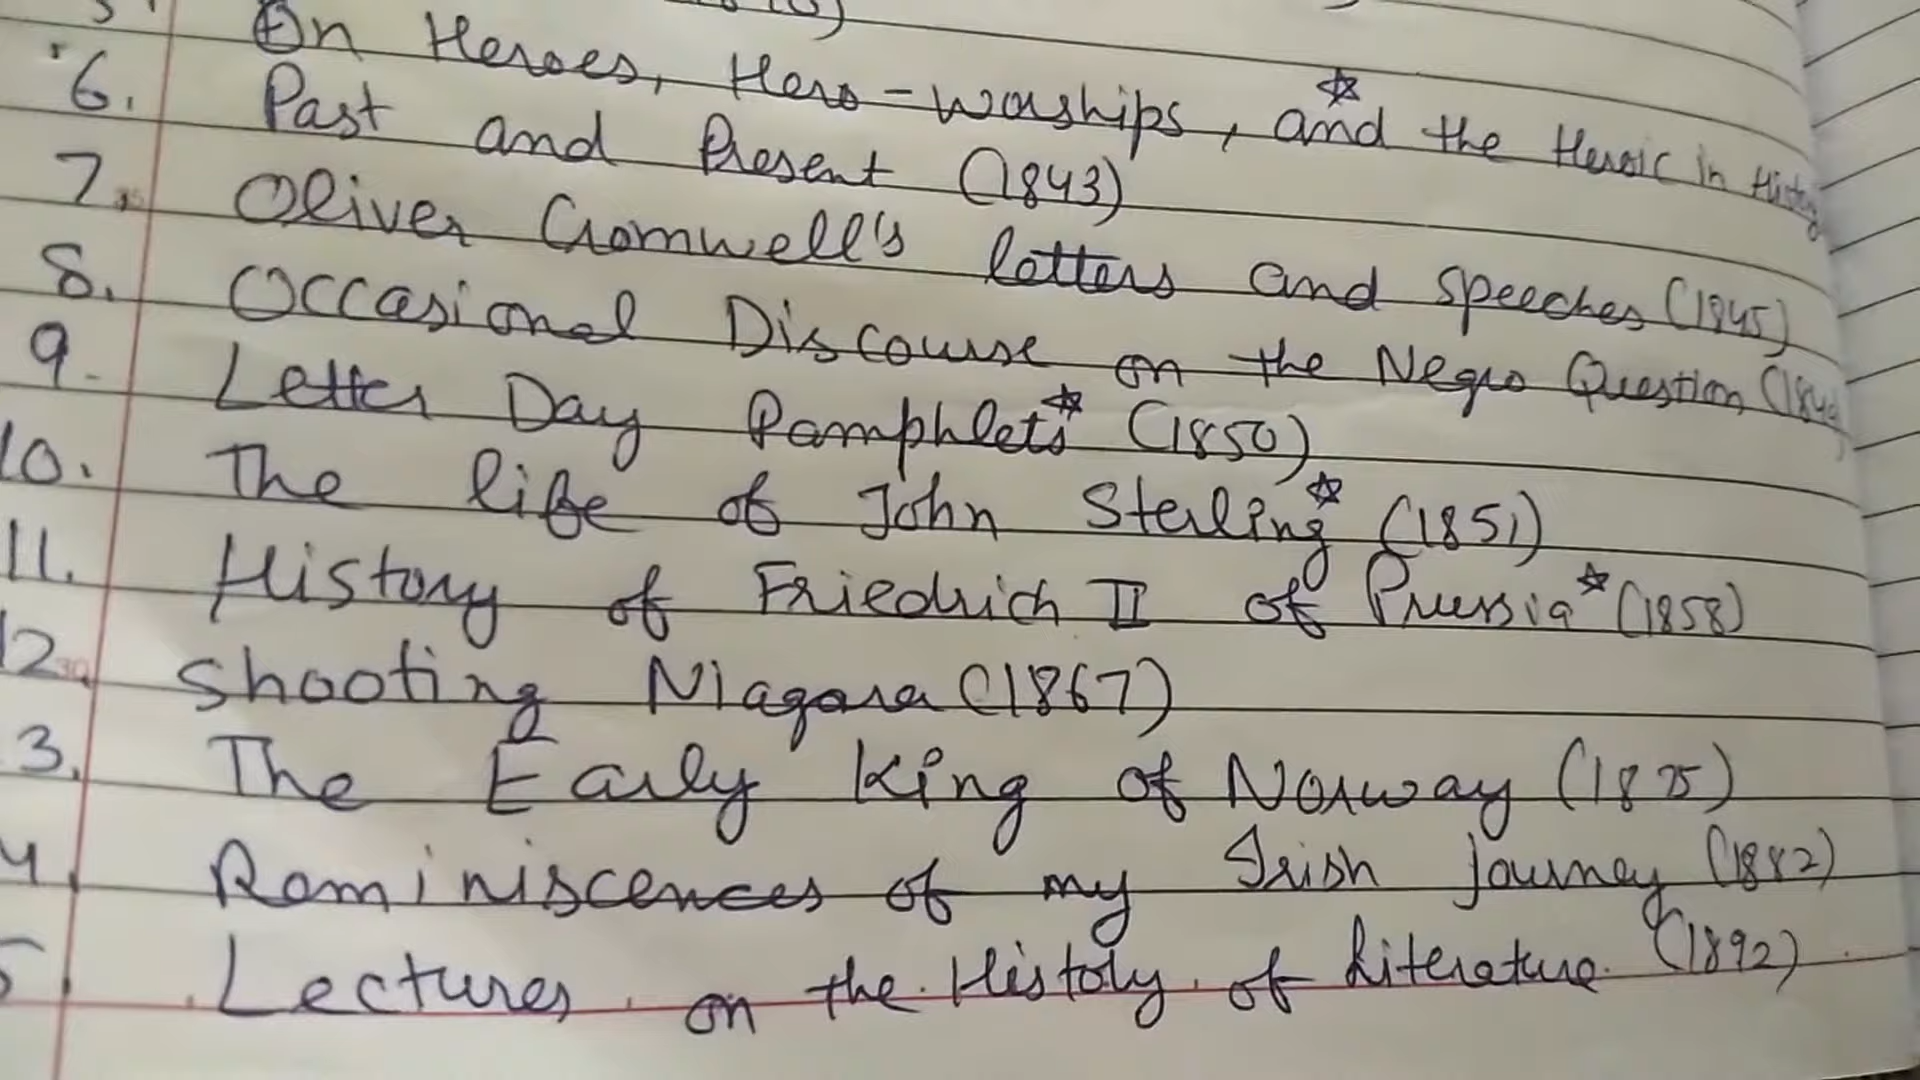 5. On Heroes, Hero-worships, and the Heroic in History
6. Past and Present (1843)
7. Oliver Cromwell's letters and speeches (1845)
8. Occasional Discourse on the Negro Question (1849
9. Letter Day Pamphlets* (1850)
10. The life of John Sterling* (1851)
11. History of Friedrich II of Prussia* (1858)
12. Shooting Niagara (1867)
3. The Early King of Norway (1875)
4. Reminiscences of my Irish journey (1882)
5 Lectures on the History of Literature. (1892)